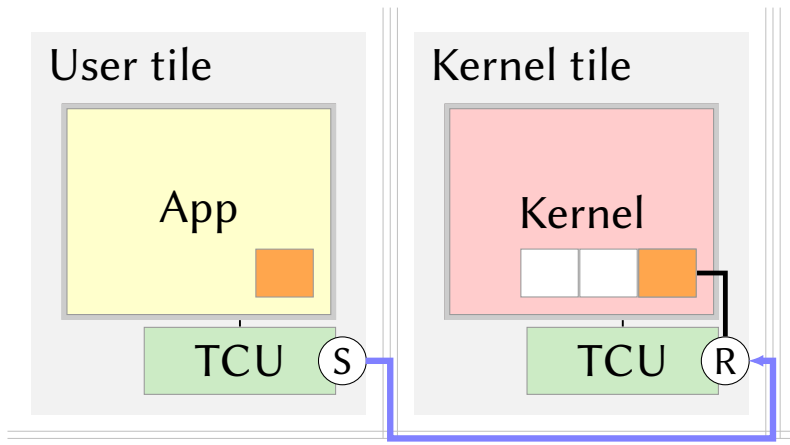 User tile
Kernel tile
App
Kernel
TCU
S
TCU
R